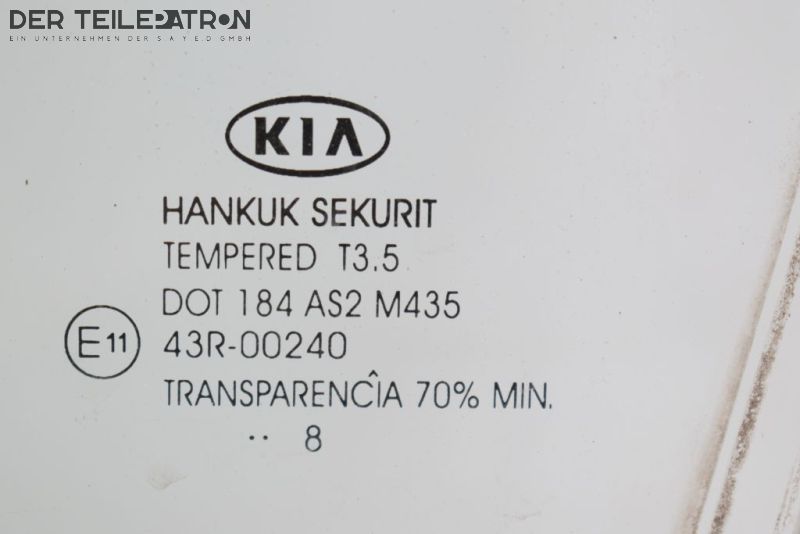 DER TEILEPATRON
EIN UNTERNEHMEN DER S A Y E D GMBH
KIA
HANKUK SEKURIT
TEMPERED T3.5
DOT 184 AS2 M435
E11 43R-00240
TRANSPARENCÎA 70% MIN.
·· 8